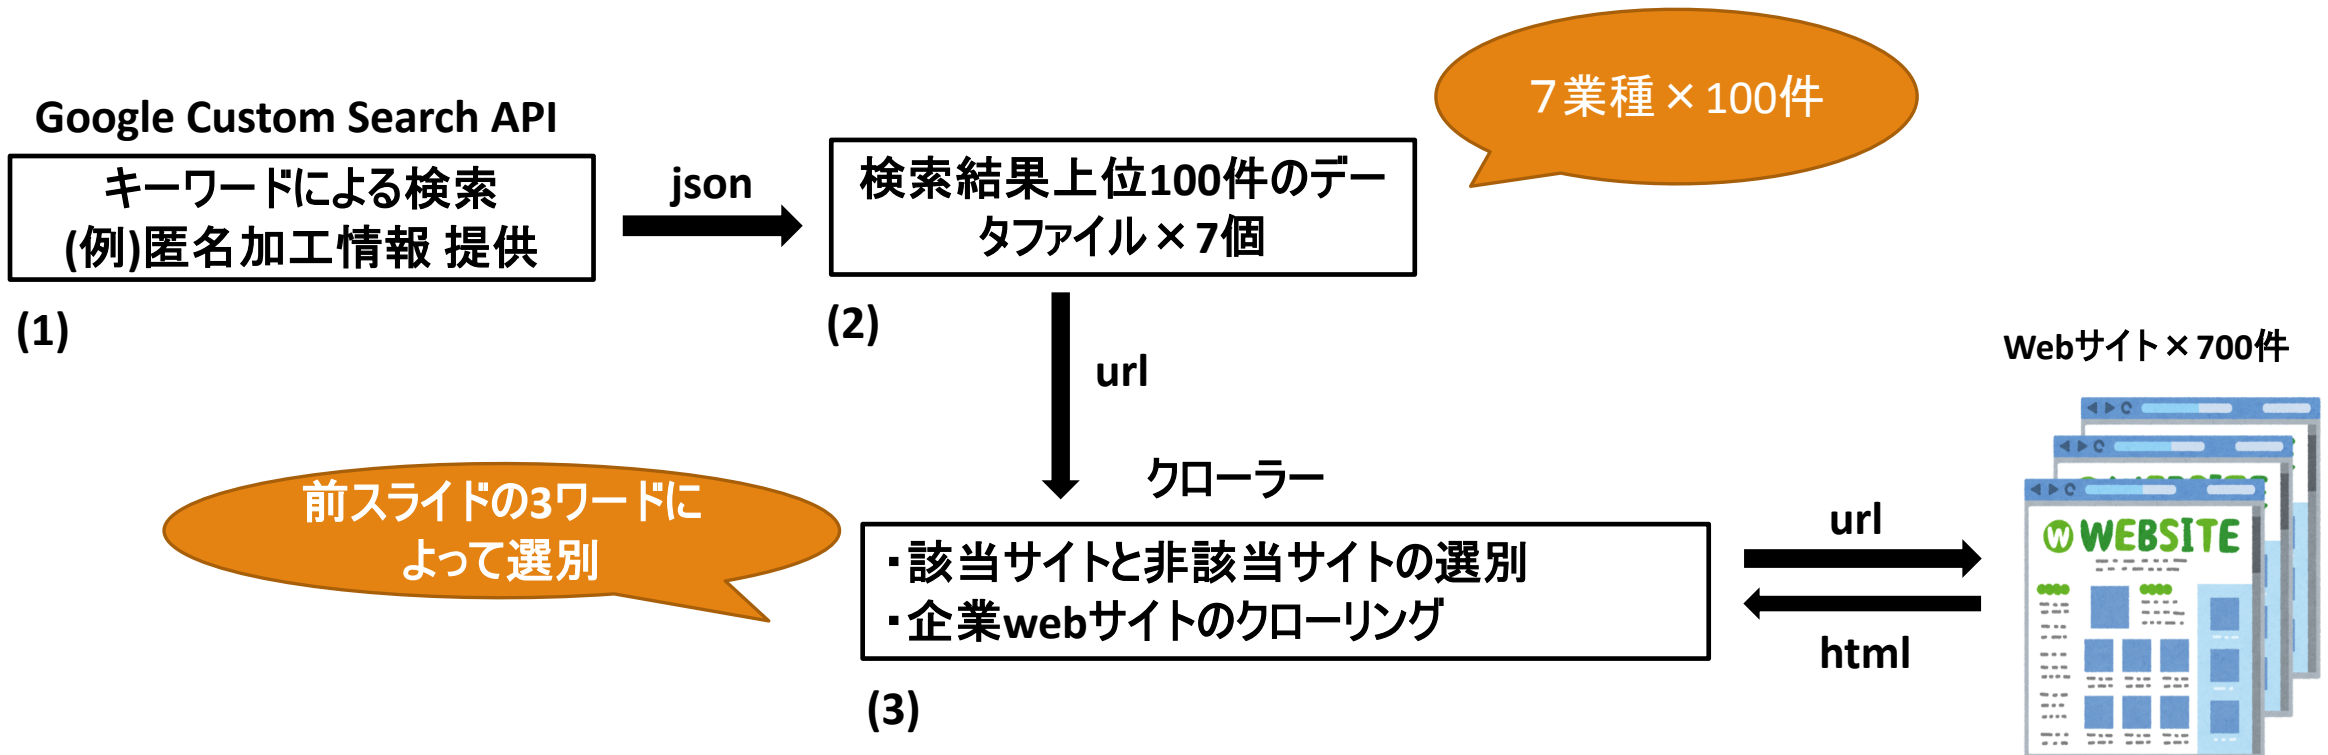 ７業種×100件
Google Custom Search API
キーワードによる検索
(例)匿名加工情報 提供
(1)
json
検索結果上位100件のデー
タファイル×7個
(2)
url
Webサイト×700件
前スライドの3ワードに
よって選別
クローラー
・該当サイトと非該当サイトの選別
・企業webサイトのクローリング
(3)
url
html
W WEBSITE